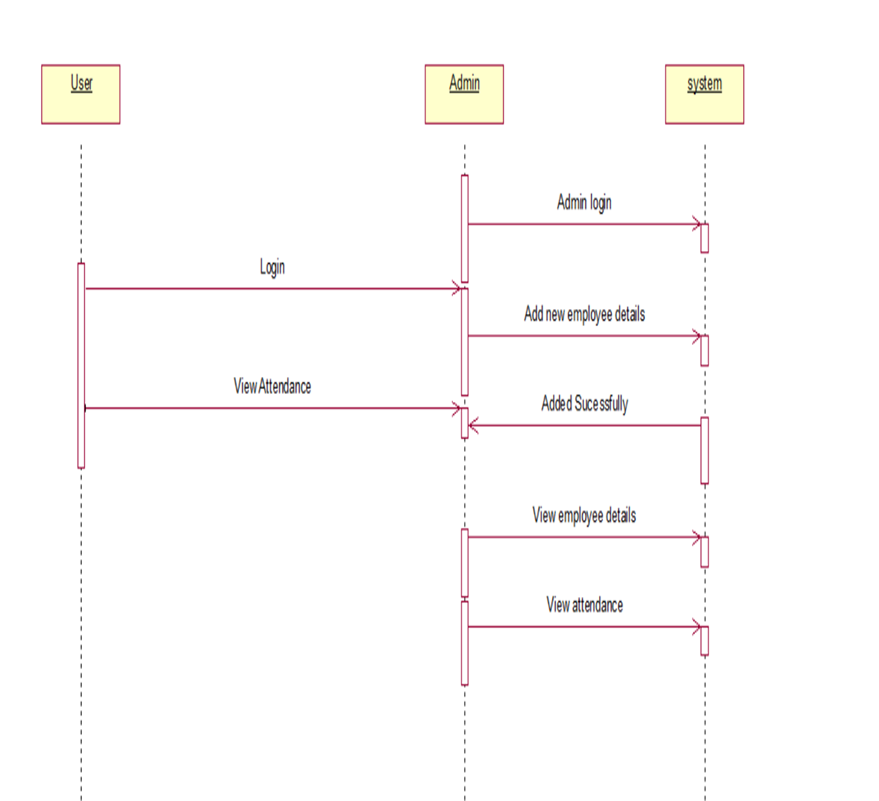 User
Admin
system
Admin login
Login
Add new employee details
View Attendance
Added Sucessfully
View employee details
View attendance